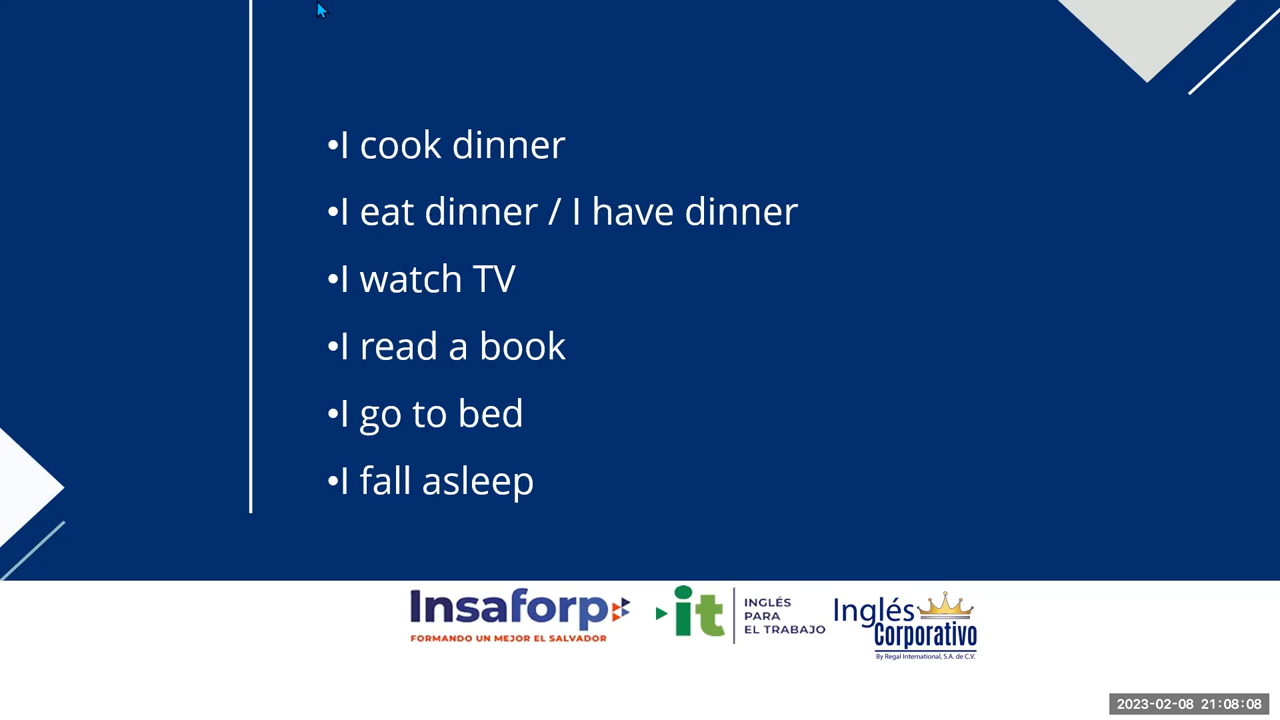 •I cook dinner
•I eat dinner / I have dinner
•I watch TV
•I read a book
•I go to bed
•I fall asleep
Insaforp
FORMANDO UN MEJOR EL SALVADOR
it
INGLÉS
PARA
EL TRABAJO
Inglés
Corporativo
By Regal International, S.A. de C.V.
2023-02-08 21:08:08